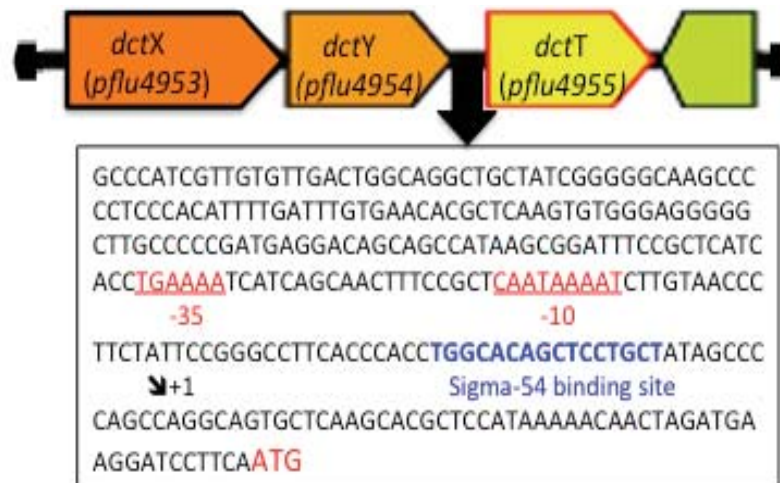 dctX dctY dctT
(pflu4953) (pflu4954) (pflu4955)
GCCCATCGTTGTGTTGACTGGCAGGCTGCTATCGGGGGCAAGCCC
CCTCCCACATTTTGATTTGTGAACACGCTCAAGTGTGGGAGGGGG
CTTGCCCCCGATGAGGACAGCAGCCATAAGCGGATTTCCGCTCATC
ACCTGAAAATCATCAGCAACTTTCCGCTCAATAAAATCTTGTAACCC
-35 -10
TTCTATTCCGGGCCTTCACCCACCTGGCACAGCTCCTGCTATAGCCC
+1 Sigma-54 binding site
CAGCCAGGCAGTGCTCAAGCACGCTCCATAAAAACAACTAGATGA
AGGATCCTTCAATG